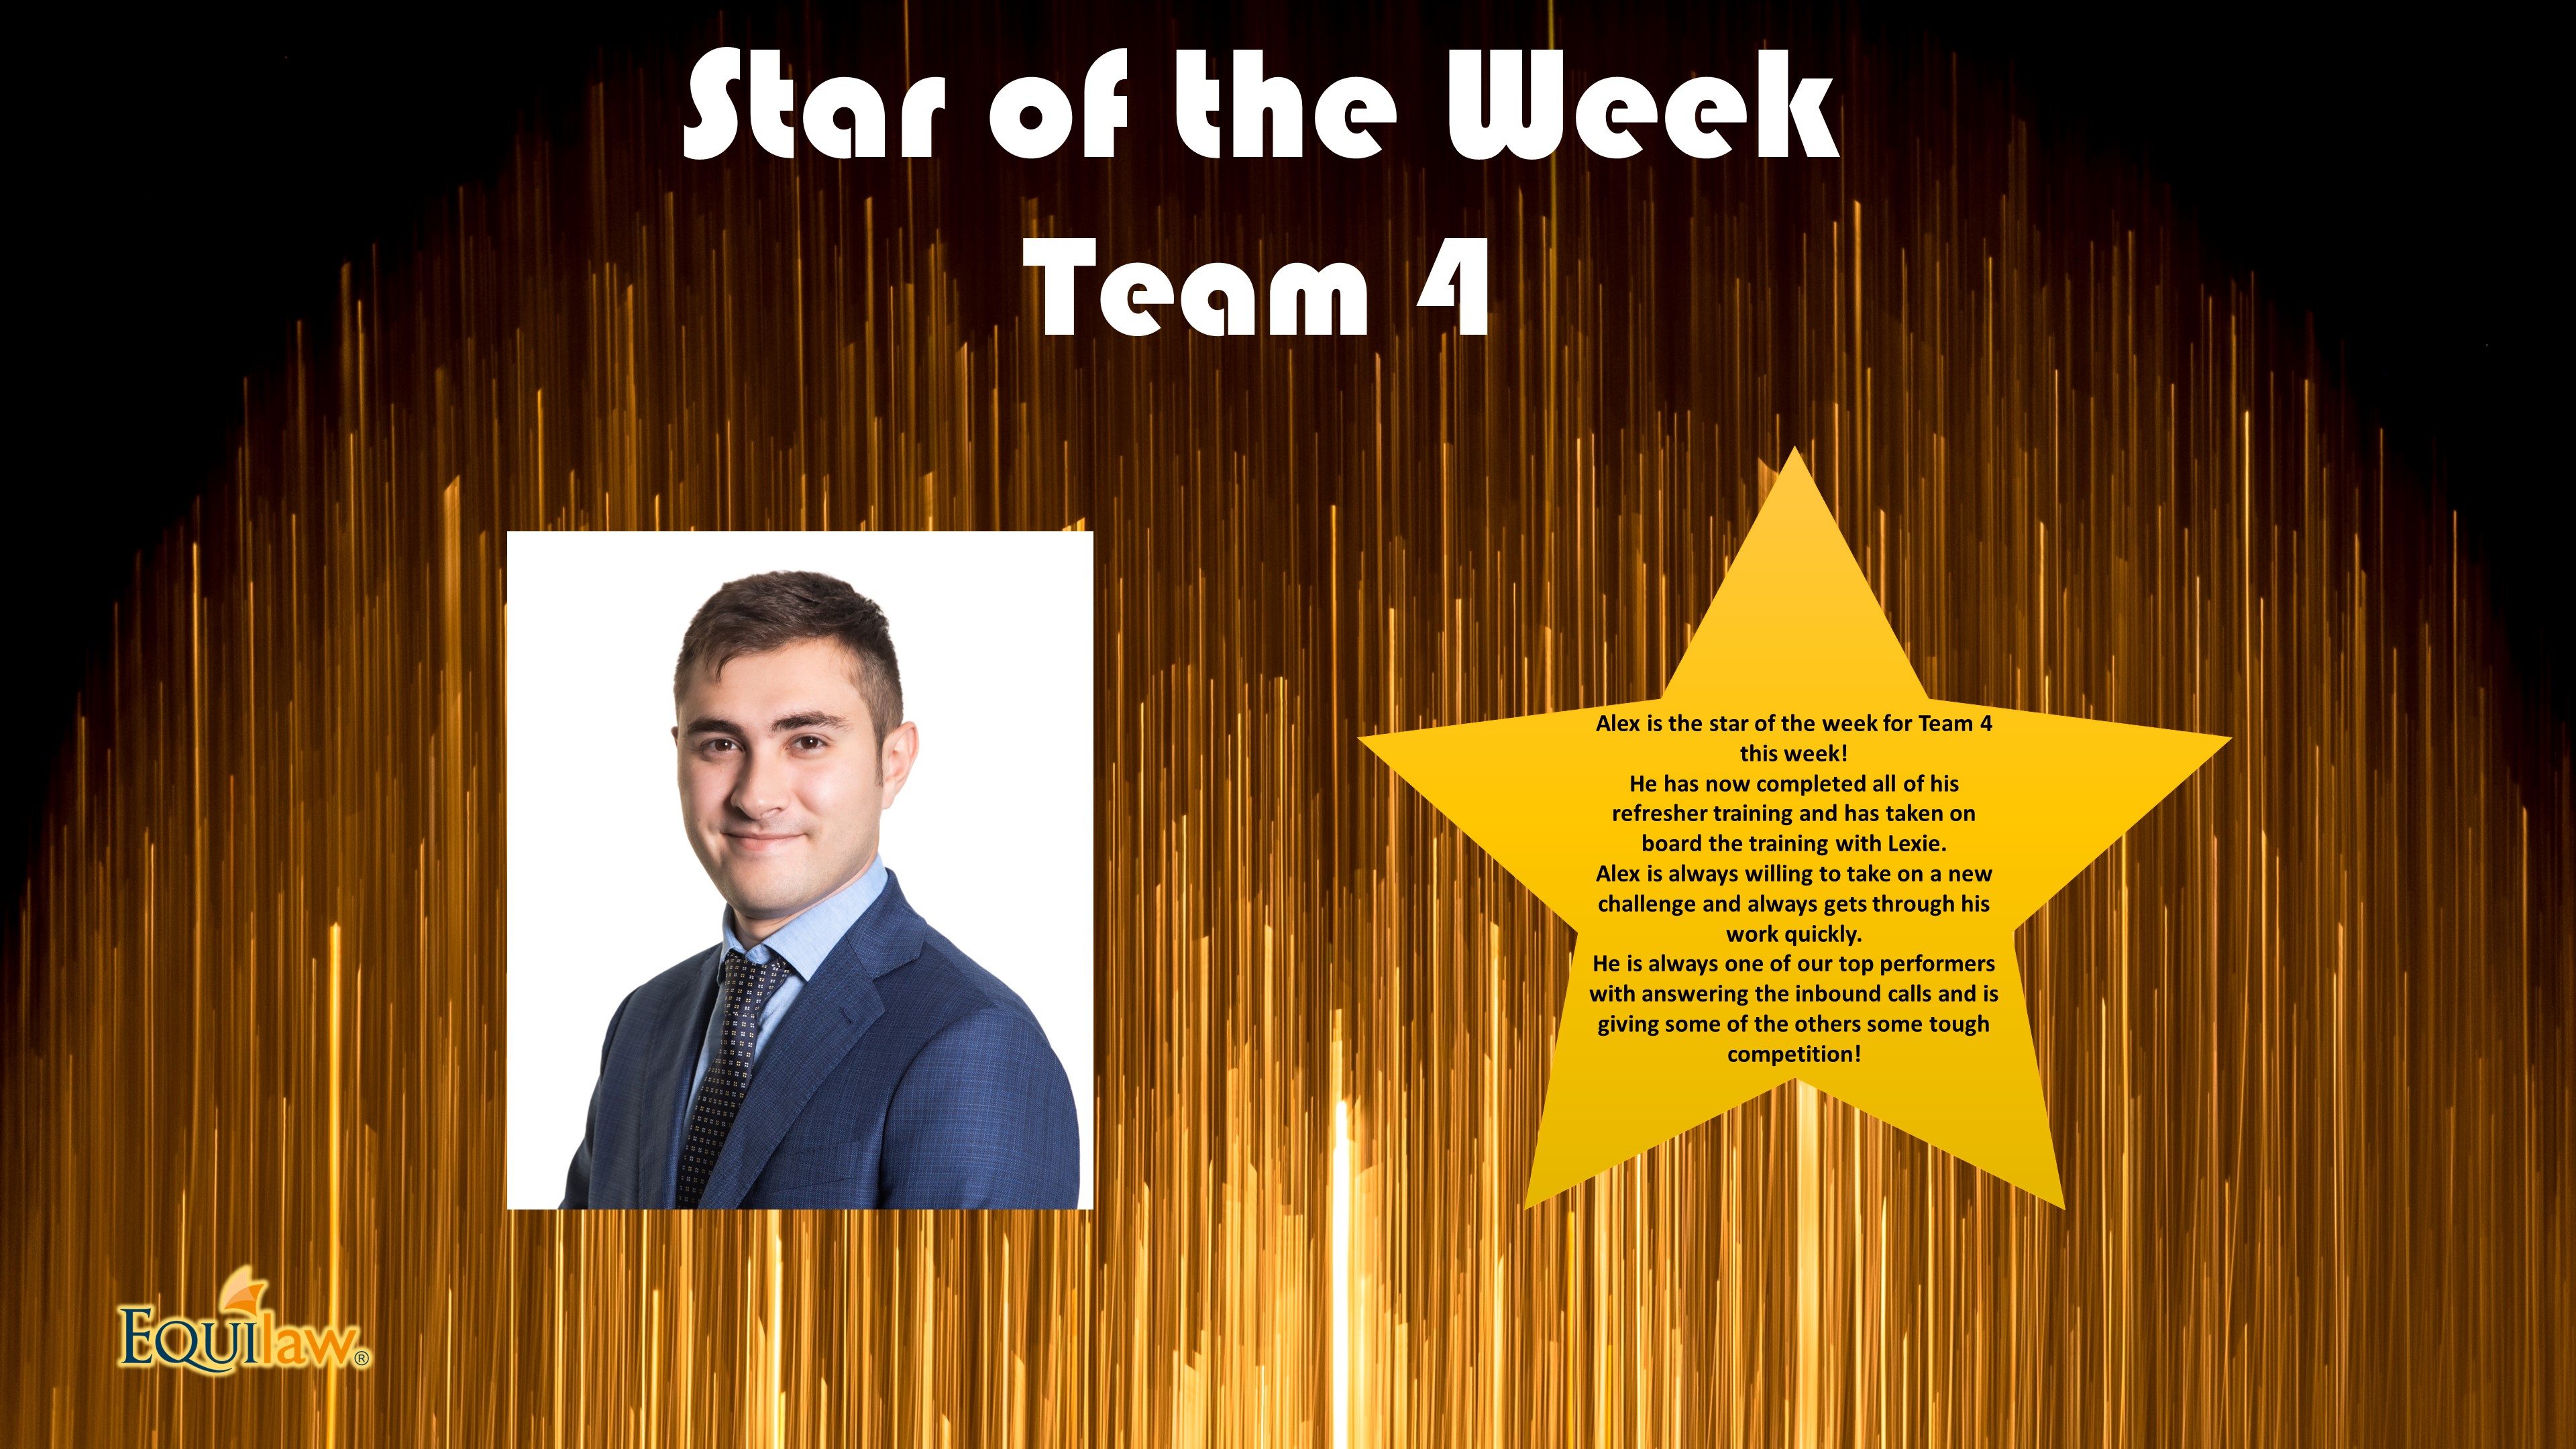 Star of the Week
Team 4
Alex is the star of the week for Team 4
this week!
He has now completed all of his
refresher training and has taken on
board the training with Lexie.
Alex is always willing to take on a new
challenge and always gets through his
work quickly.
He is always one of our top performers
with answering the inbound calls and is
giving some of the others some tough
competition!
EQUIlaw®